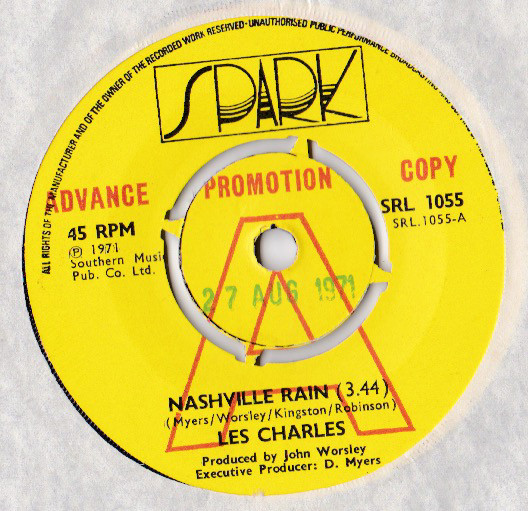 ALL RIGHTS OF THE MANUFACTURER AND OF THE OWNER OF THE RECORDED WORK RESERVED · UNAUTHORISED PUBLIC PERFORMANCE BROADCASTING
SPARK
ADVANCE PROMOTION COPY
45 RPM
SRL 1055
SRL.1055-A
Ⓟ 1971
Southern Music
Pub. Co. Ltd.
27 AUG 1971
A
NASHVILLE RAIN (3.44)
(Myers/Worsley/Kingston/Robinson)
LES CHARLES
Produced by John Worsley
Executive Producer: D. Myers